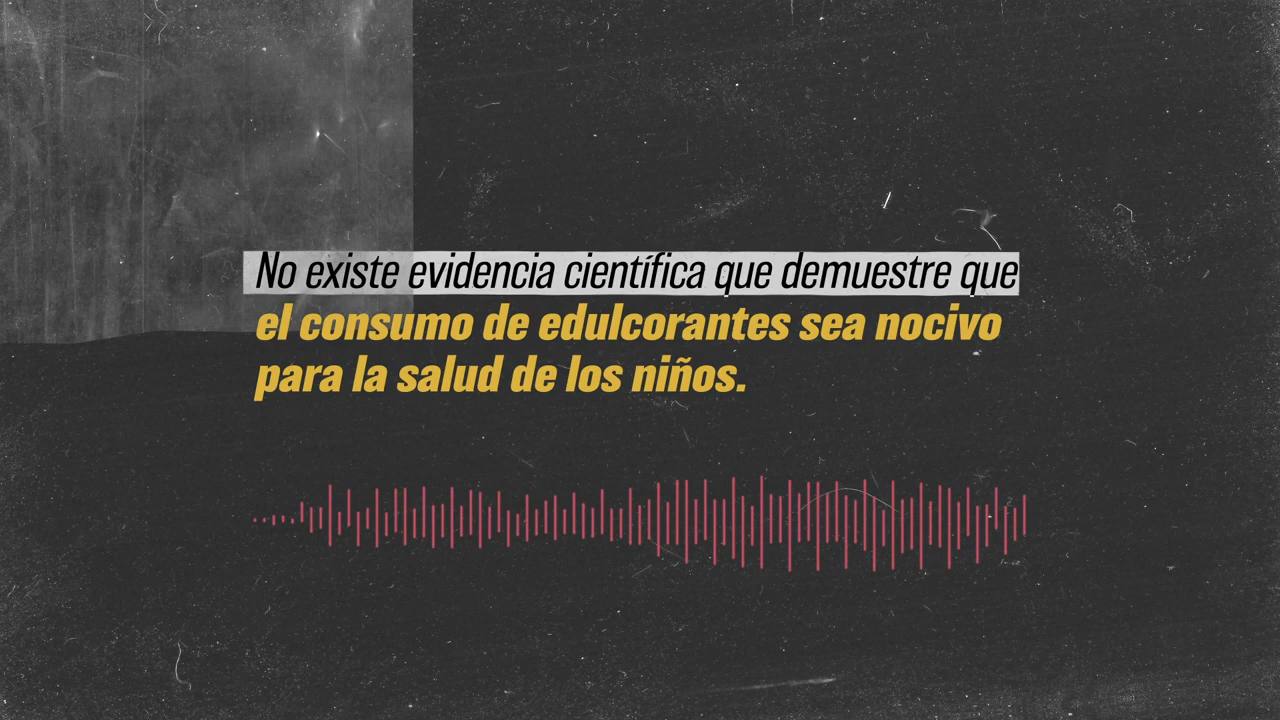 No existe evidencia científica que demuestre que
el consumo de edulcorantes sea nocivo
para la salud de los niños.